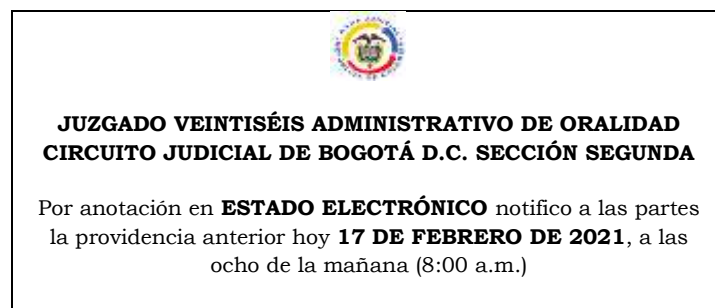 JUZGADO VEINTISÉIS ADMINISTRATIVO DE ORALIDAD
CIRCUITO JUDICIAL DE BOGOTÁ D.C. SECCIÓN SEGUNDA
Por anotación en ESTADO ELECTRÓNICO notifico a las partes
la providencia anterior hoy 17 DE FEBRERO DE 2021, a las
ocho de la mañana (8:00 a.m.)